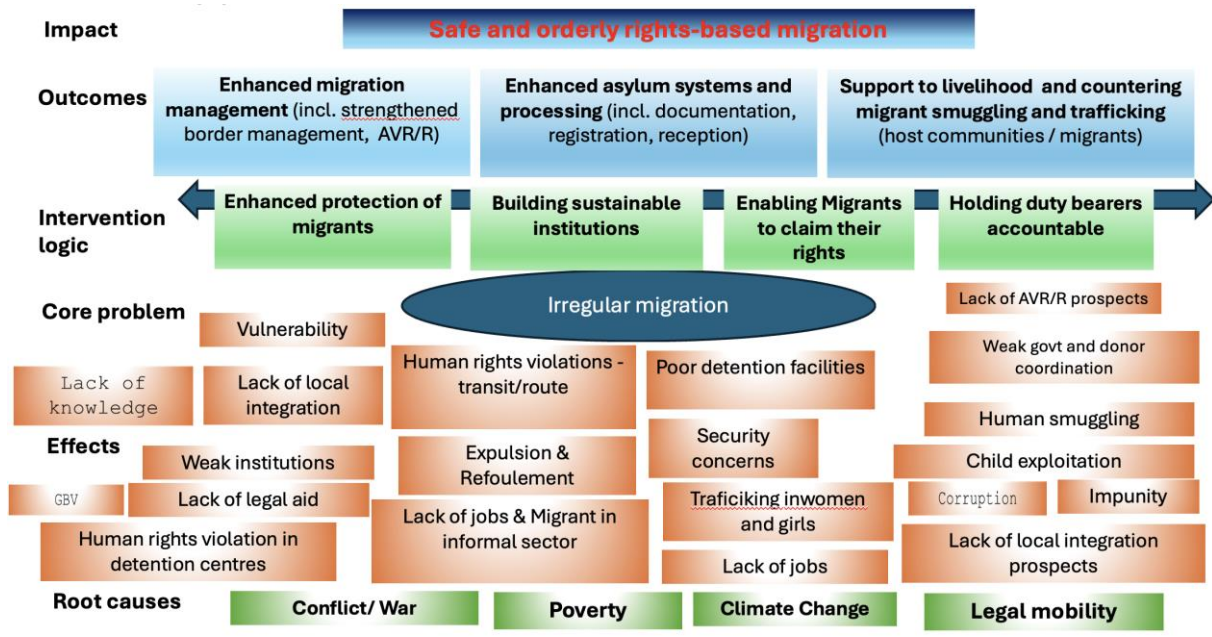 Impact
Safe and orderly rights-based migration
Outcomes
Enhanced migration
management (incl. strengthened
border management, AVR/R)
Enhanced asylum systems and
processing (incl. documentation,
registration, reception)
Support to livelihood and countering
migrant smuggling and trafficking
(host communities / migrants)
Intervention
logic
Enhanced protection of
migrants
Building sustainable
institutions
Enabling Migrants
to claim their
rights
Holding duty bearers
accountable
Core problem
Irregular migration
Lack of AVR/R prospects
Vulnerability
Human rights violations -
transit/route
Poor detention facilities
Weak govt and donor
coordination
Lack of
knowledge
Lack of local
integration
Human smuggling
Effects
Weak institutions
Expulsion &
Refoulement
Security
concerns
Child exploitation
GBV
Lack of legal aid
Lack of jobs & Migrant in
informal sector
Traficiking inwomen
and girls
Corruption
Impunity
Human rights violation in
detention centres
Lack of jobs
Lack of local integration
prospects
Root causes
Conflict/ War
Poverty
Climate Change
Legal mobility